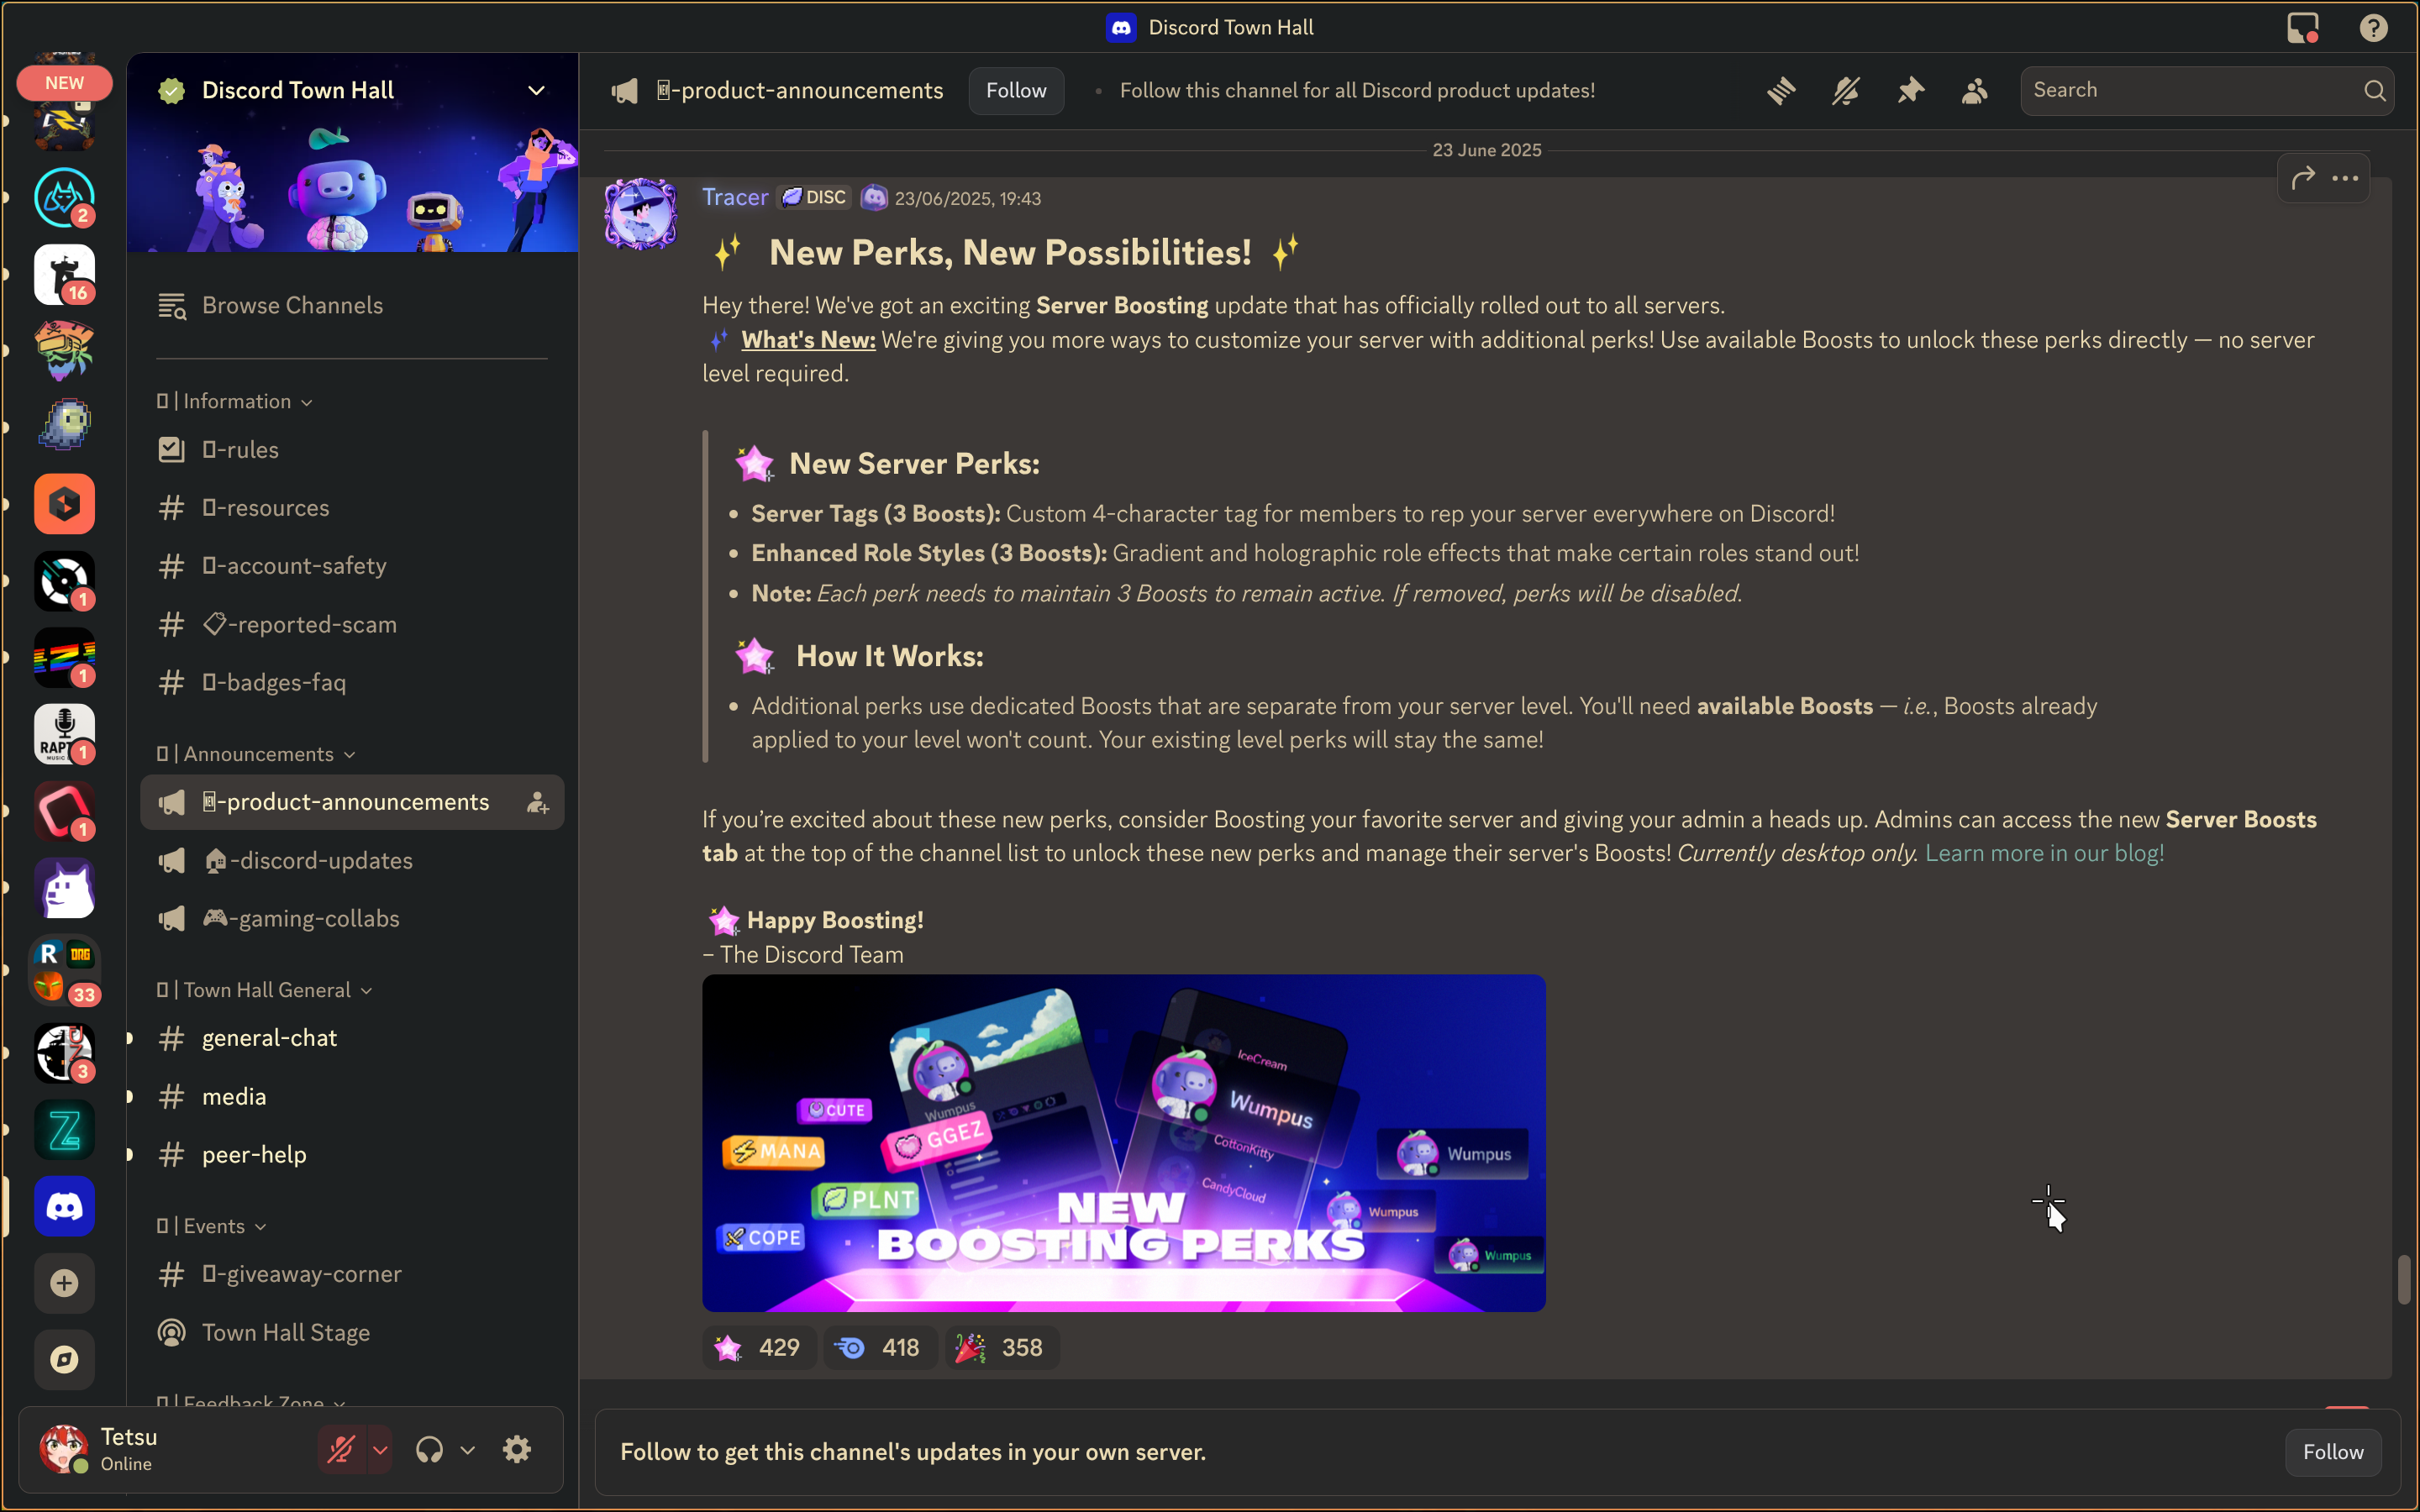 Discord Town Hall
NEW
2
16
1
1
RAPT
1
1
33
3
Discord Town Hall
Browse Channels
| Information
-rules
-resources
-account-safety
-reported-scam
-badges-faq
| Announcements
-product-announcements
-discord-updates
-gaming-collabs
| Town Hall General
general-chat
media
peer-help
| Events
-giveaway-corner
Town Hall Stage
| Feedback Zone
Tetsu
Online
-product-announcements
Follow
• Follow this channel for all Discord product updates!
Search
23 June 2025
Tracer DISC 23/06/2025, 19:43
✨ New Perks, New Possibilities! ✨
Hey there! We've got an exciting Server Boosting update that has officially rolled out to all servers.
What's New: We're giving you more ways to customize your server with additional perks! Use available Boosts to unlock these perks directly — no server
level required.
New Server Perks:
• Server Tags (3 Boosts): Custom 4-character tag for members to rep your server everywhere on Discord!
• Enhanced Role Styles (3 Boosts): Gradient and holographic role effects that make certain roles stand out!
• Note: Each perk needs to maintain 3 Boosts to remain active. If removed, perks will be disabled.
How It Works:
• Additional perks use dedicated Boosts that are separate from your server level. You'll need available Boosts — i.e., Boosts already
applied to your level won't count. Your existing level perks will stay the same!
If you’re excited about these new perks, consider Boosting your favorite server and giving your admin a heads up. Admins can access the new Server Boosts
tab at the top of the channel list to unlock these new perks and manage their server's Boosts! Currently desktop only. Learn more in our blog!
Happy Boosting!
– The Discord Team
CUTE
MANA
GGEZ
PLNT
COPE
Wumpus
IceCream
Wumpus
CottonKitty
CandyCloud
Wumpus
Wumpus
Wumpus
NEW
BOOSTING PERKS
429
418
358
Follow to get this channel's updates in your own server.
Follow